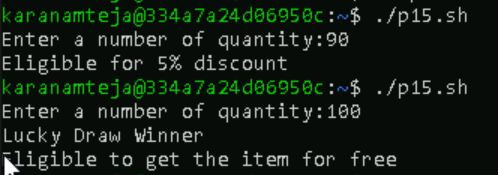 karanamteja@334a7a24d06950c:~$ ./p15.sh
Enter a number of quantity:90
Eligible for 5% discount
karanamteja@334a7a24d06950c:~$ ./p15.sh
Enter a number of quantity:100
Lucky Draw Winner
Eligible to get the item for free